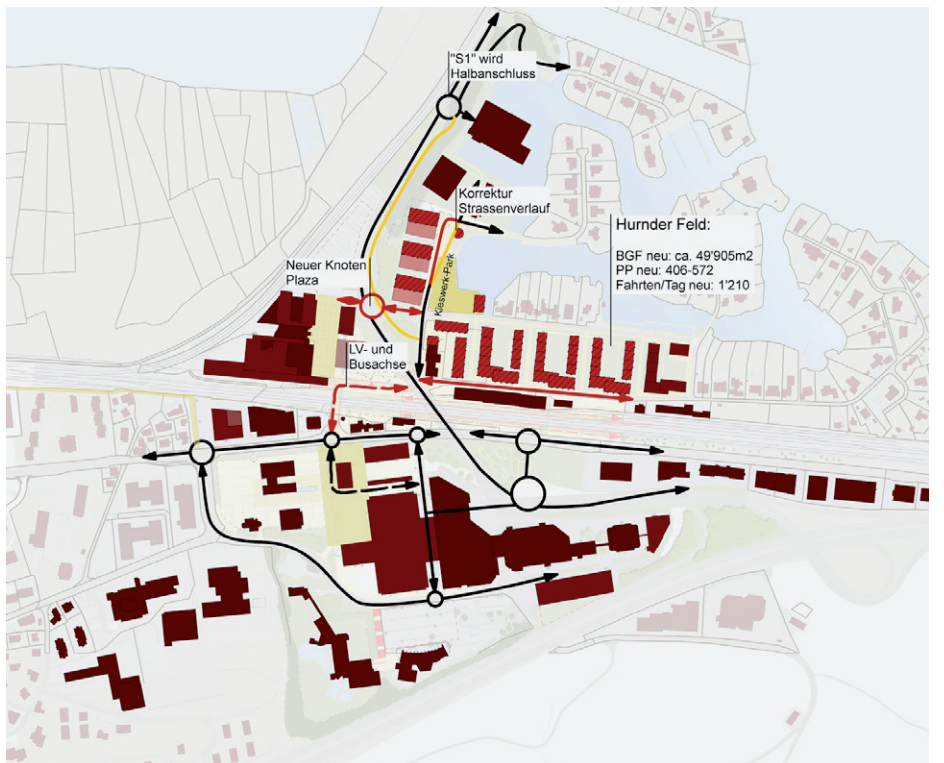 "S1" wird
Halbanschluss
Korrektur
Strassenverlauf
Hurnder Feld:
BGF neu: ca. 49'905m2
PP neu: 406-572
Fahrten/Tag neu: 1'210
Neuer Knoten
Plaza
Kieswerk-Park
LV- und
Busachse